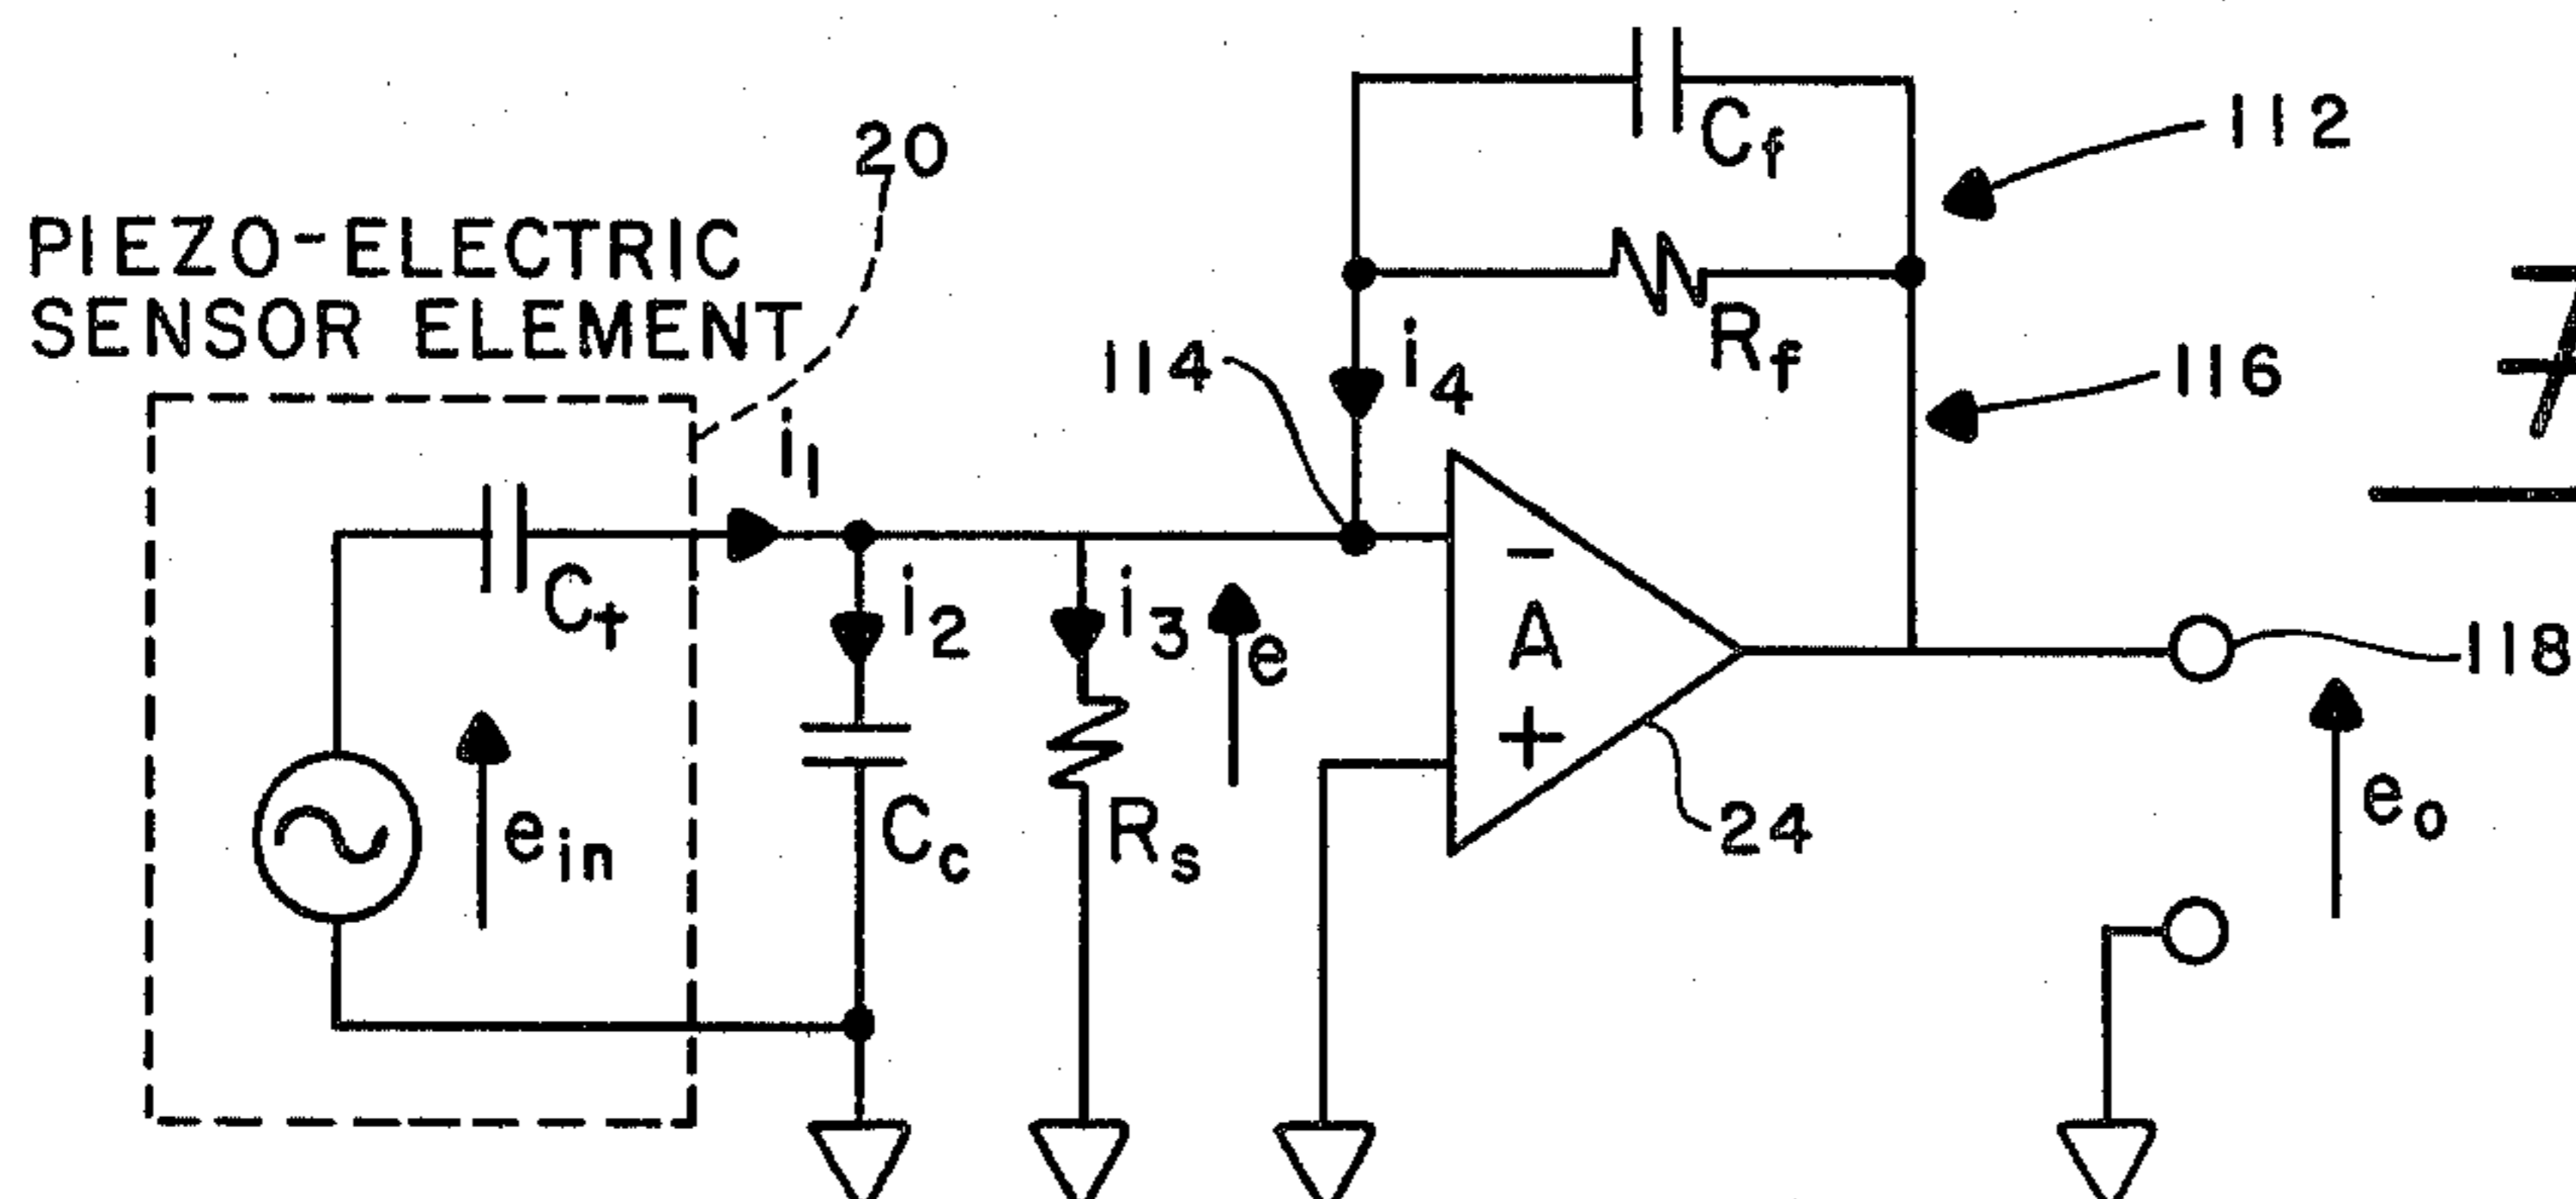 20
PIEZO-ELECTRIC
SENSOR ELEMENT
Cf
112
Rf
116
114
i4
i1
Ct
i2
i3
e
ein
Cc
Rs
-
A
+
24
118
eo